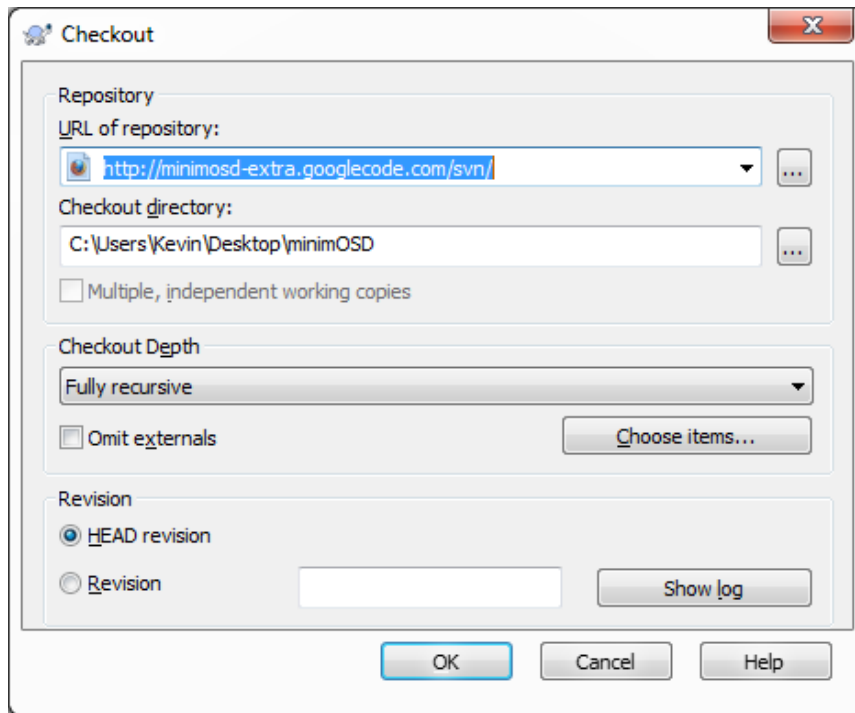 Checkout
Repository
URL of repository:
http://minimosd-extra.googlecode.com/svn/
...
Checkout directory:
C:\Users\Kevin\Desktop\minimOSD
...
Multiple, independent working copies
Checkout Depth
Fully recursive
Omit externals
Choose items...
Revision
HEAD revision
Revision
Show log
OK
Cancel
Help